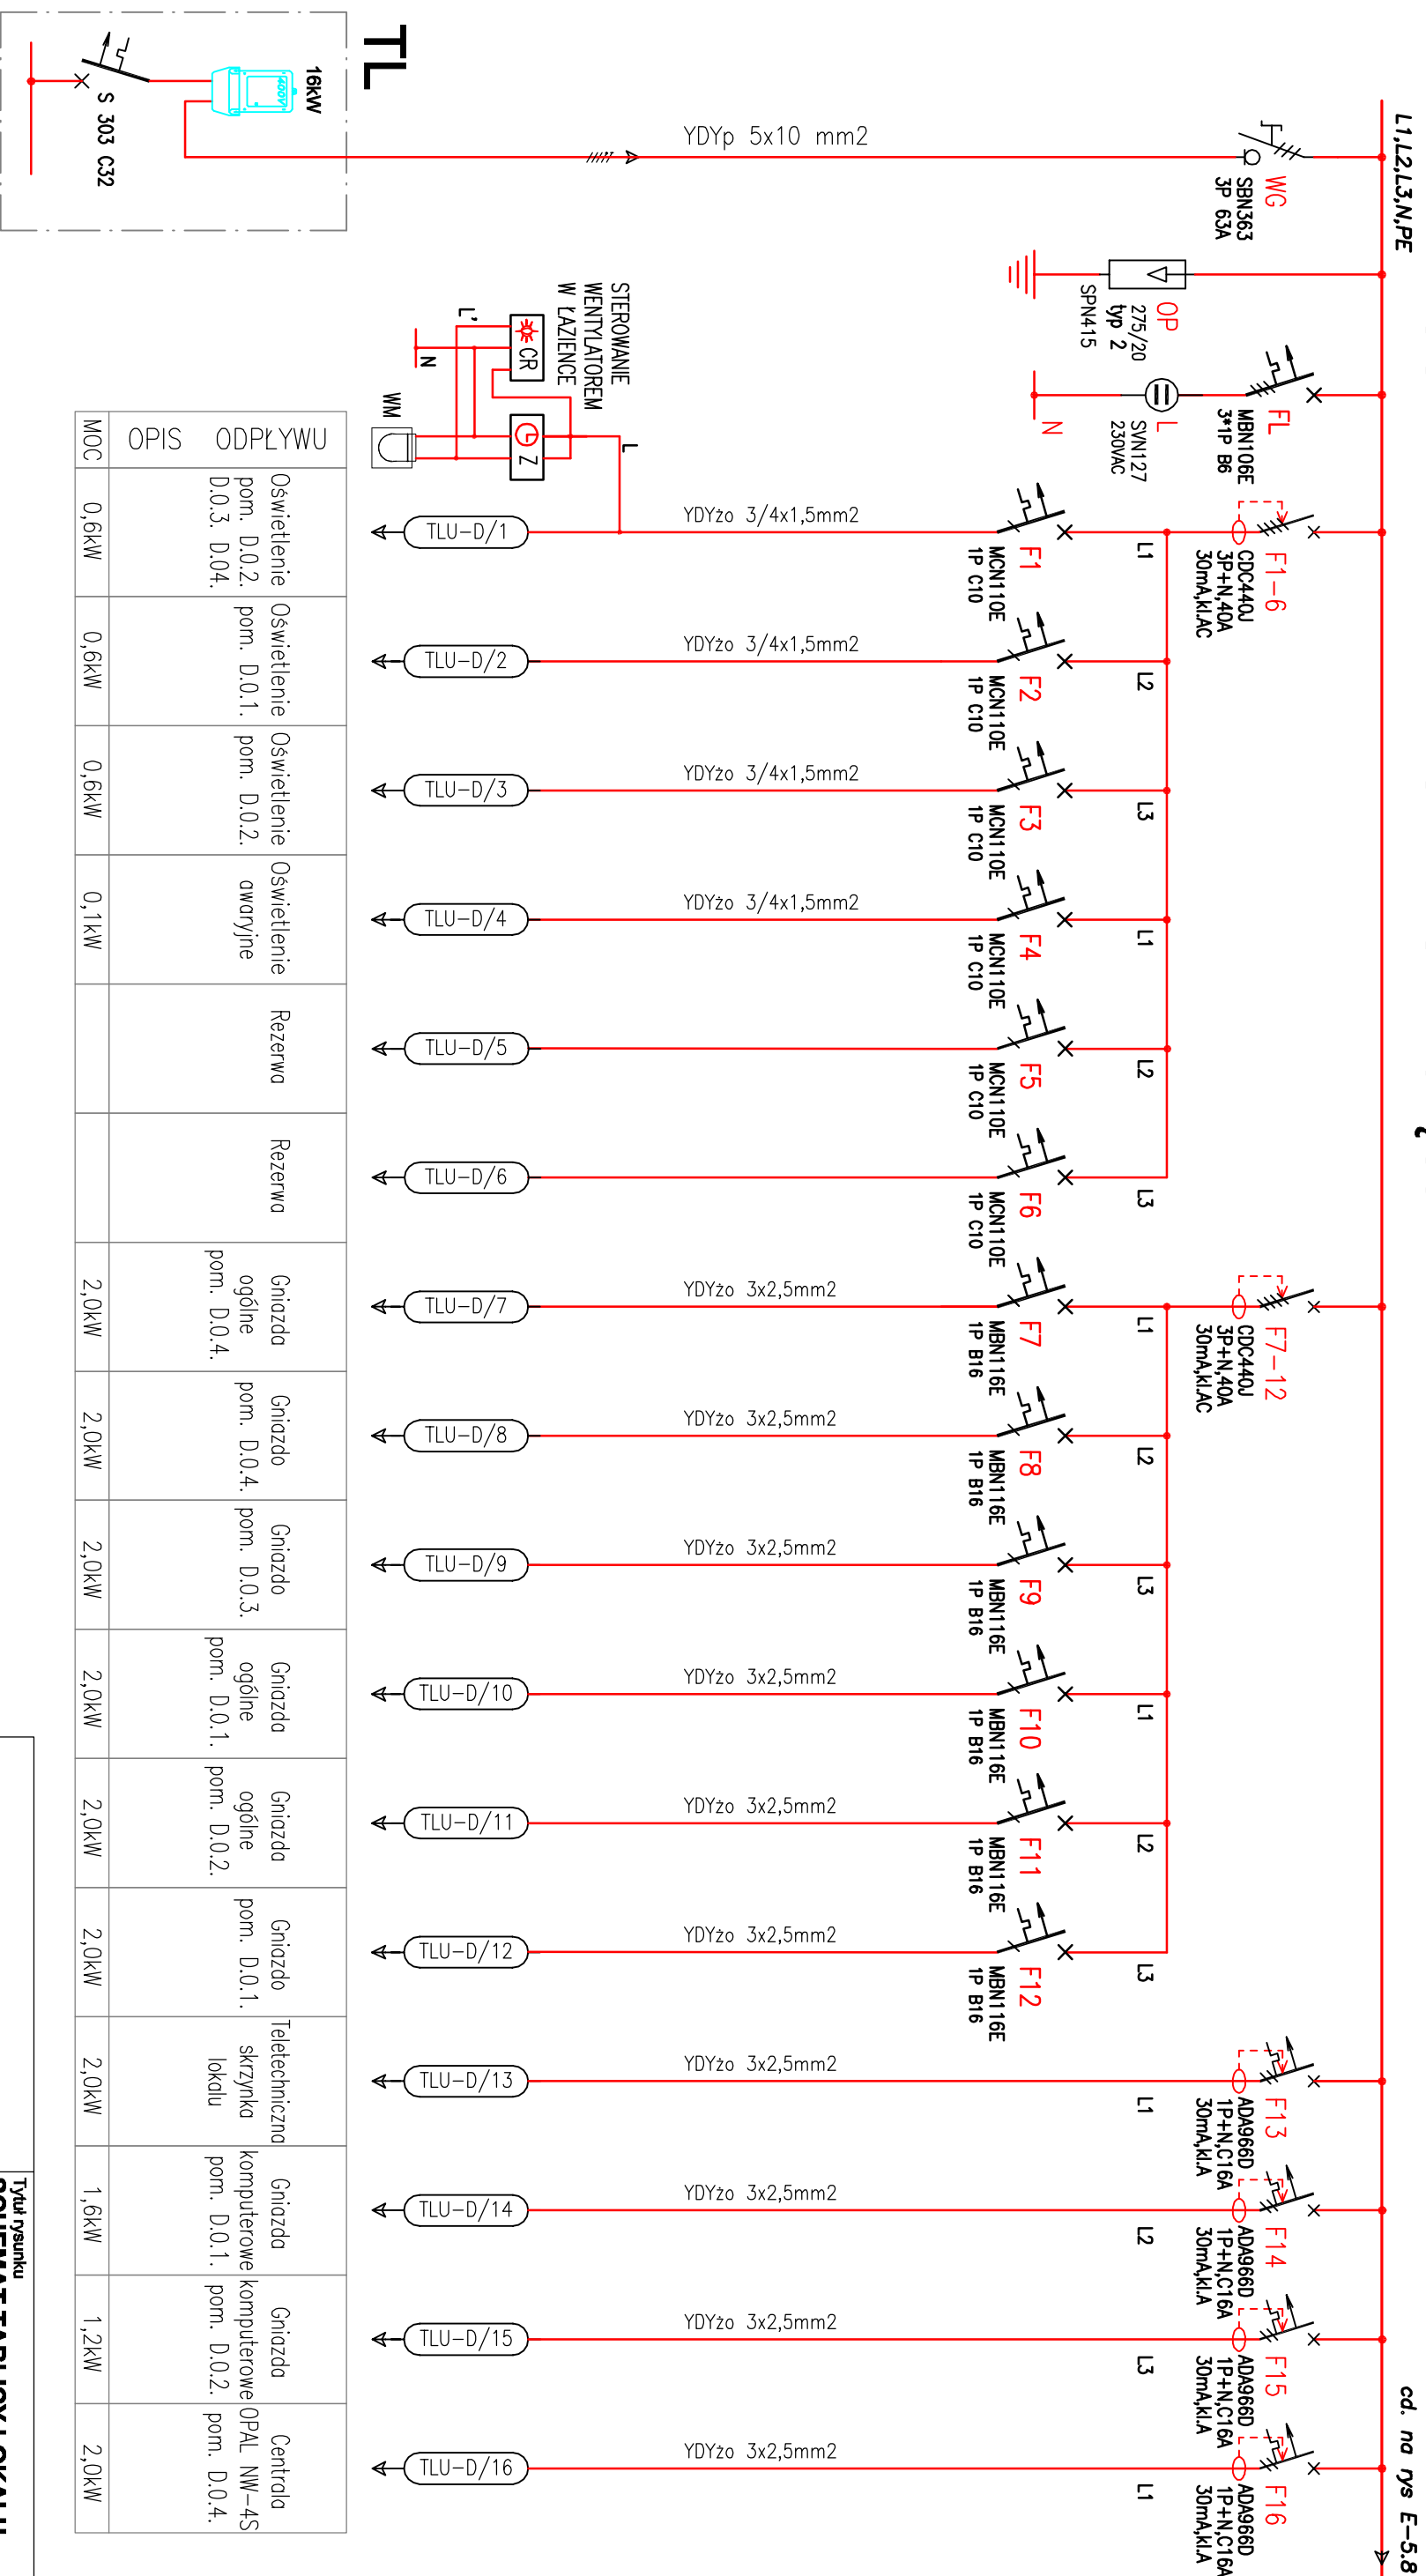 L1,L2,L3,N,PE
cd. na rys E-5.8
TL
16kW
400V
S 303 C32
YDYp 5x10 mm2
WG
SBN363
3P 63A
OP
275/20
typ 2
SPN415
FL
MBN106E
3*1P B6
L
SVN127
230VAC
N
STEROWANIE
WENTYLATOREM
W ŁAZIENCE
CR
Z
L
L'
N
WM
F1-6
CDC440J
3P+N,40A
30mA,kl.AC
F7-12
CDC440J
3P+N,40A
30mA,kl.AC
F13
ADA966D
1P+N,C16A
30mA,kl.A
F14
ADA966D
1P+N,C16A
30mA,kl.A
F15
ADA966D
1P+N,C16A
30mA,kl.A
F16
ADA966D
1P+N,C16A
30mA,kl.A
L1 L2 L3 L1 L2 L3 L1 L2 L3 L1 L2 L3 L1 L2 L3 L1
F1
MCN110E
1P C10
F2
MCN110E
1P C10
F3
MCN110E
1P C10
F4
MCN110E
1P C10
F5
MCN110E
1P C10
F6
MCN110E
1P C10
F7
MBN116E
1P B16
F8
MBN116E
1P B16
F9
MBN116E
1P B16
F10
MBN116E
1P B16
F11
MBN116E
1P B16
F12
MBN116E
1P B16
YDYżo 3/4x1,5mm2
YDYżo 3/4x1,5mm2
YDYżo 3/4x1,5mm2
YDYżo 3/4x1,5mm2
YDYżo 3x2,5mm2
YDYżo 3x2,5mm2
YDYżo 3x2,5mm2
YDYżo 3x2,5mm2
YDYżo 3x2,5mm2
YDYżo 3x2,5mm2
YDYżo 3x2,5mm2
YDYżo 3x2,5mm2
YDYżo 3x2,5mm2
YDYżo 3x2,5mm2
TLU-D/1
TLU-D/2
TLU-D/3
TLU-D/4
TLU-D/5
TLU-D/6
TLU-D/7
TLU-D/8
TLU-D/9
TLU-D/10
TLU-D/11
TLU-D/12
TLU-D/13
TLU-D/14
TLU-D/15
TLU-D/16
ODPŁYWU
OPIS
Oświetlenie
pom. D.0.2.
D.0.3. D.04.
Oświetlenie
pom. D.0.1.
Oświetlenie
pom. D.0.2.
Oświetlenie
awaryjne
Rezerwa
Rezerwa
Gniazda
ogólne
pom. D.0.4.
Gniazdo
pom. D.0.4.
Gniazdo
pom. D.0.3.
Gniazda
ogólne
pom. D.0.1.
Gniazda
ogólne
pom. D.0.2.
Gniazdo
pom. D.0.1.
Teletechniczna
skrzynka
lokalu
Gniazda
komputerowe
pom. D.0.1.
Gniazda
komputerowe
pom. D.0.2.
Centrala
OPAL NW-4S
pom. D.0.4.
MOC 0,6kW 0,6kW 0,6kW 0,1kW 2,0kW 2,0kW 2,0kW 2,0kW 2,0kW 2,0kW 2,0kW 1,6kW 1,2kW 2,0kW
Tytuł rysunku
SCHEMAT TABLICY LOKALU